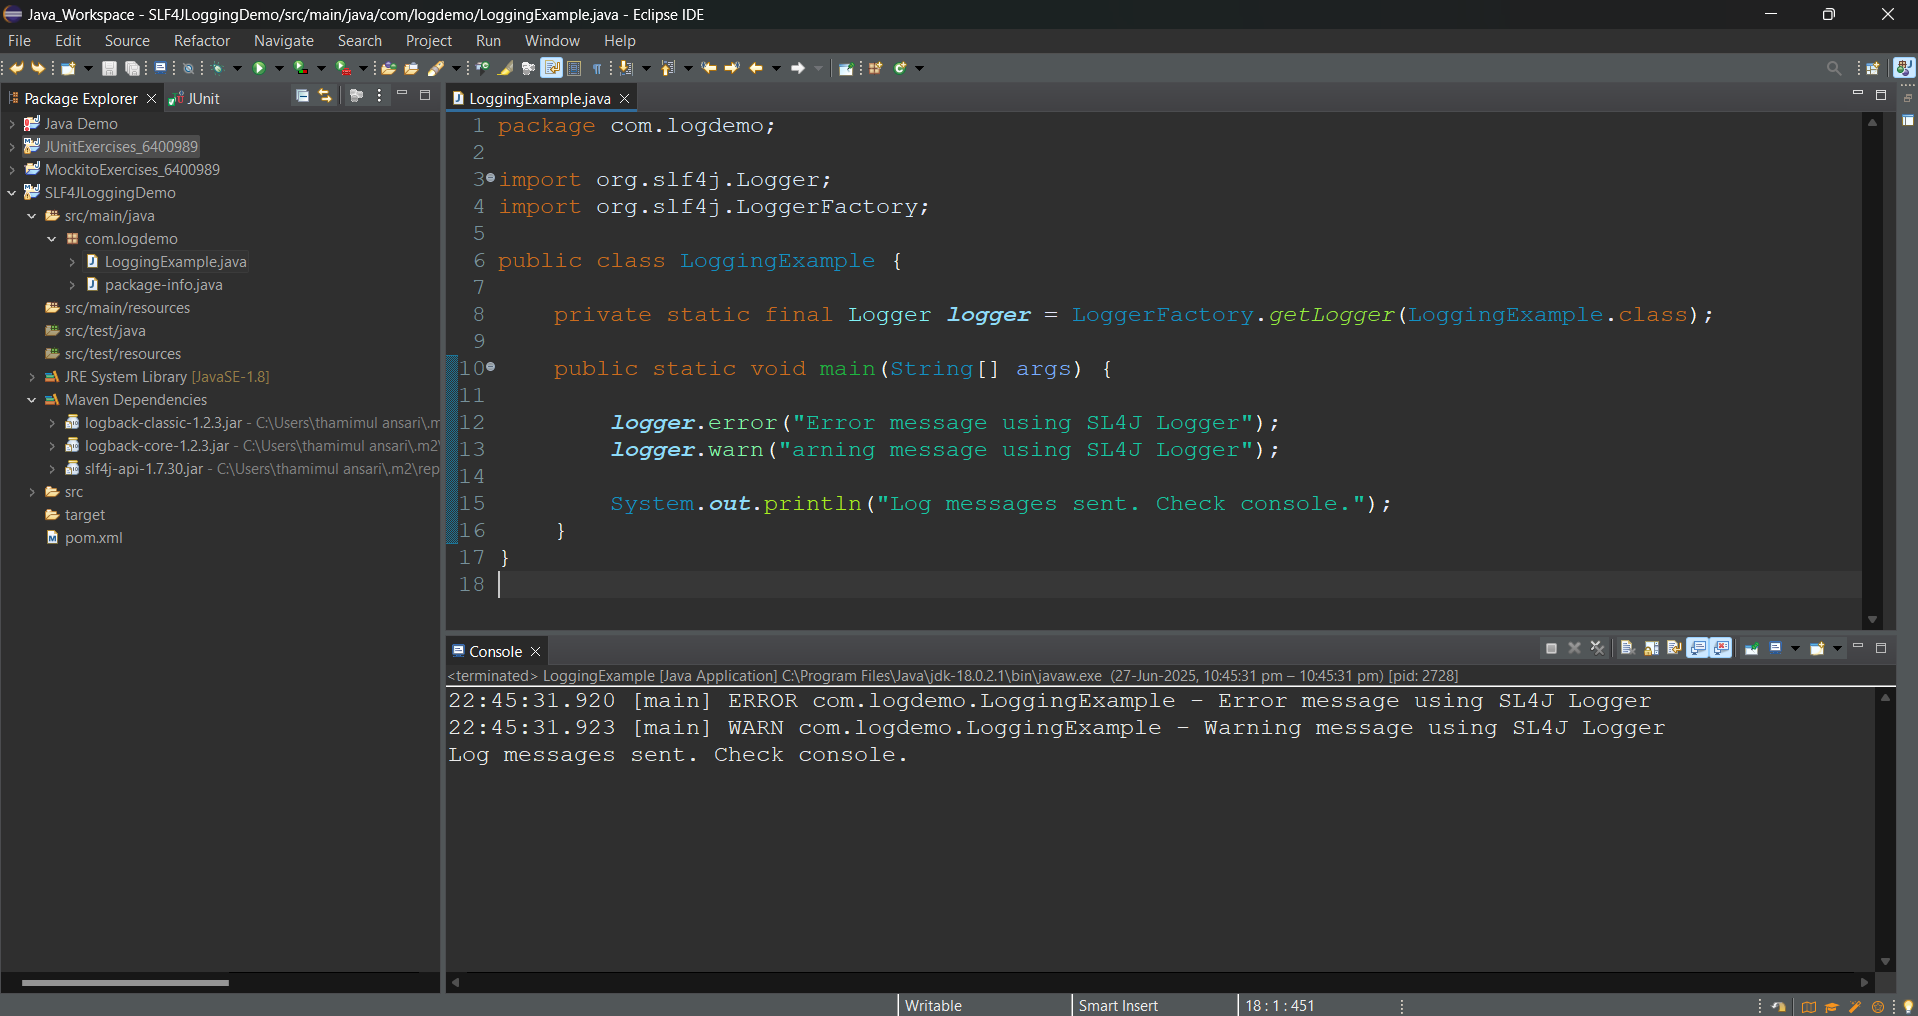 Java_Workspace - SLF4JLoggingDemo/src/main/java/com/logdemo/LoggingExample.java - Eclipse IDE
File Edit Source Refactor Navigate Search Project Run Window Help
Package Explorer JUnit
Java Demo
JUnitExercises_6400989
MockitoExercises_6400989
SLF4JLoggingDemo
src/main/java
com.logdemo
LoggingExample.java
package-info.java
src/main/resources
src/test/java
src/test/resources
JRE System Library [JavaSE-1.8]
Maven Dependencies
logback-classic-1.2.3.jar - C:\Users\thamimul ansari\.m
logback-core-1.2.3.jar - C:\Users\thamimul ansari\.m2\
slf4j-api-1.7.30.jar - C:\Users\thamimul ansari\.m2\rep
src
target
pom.xml
LoggingExample.java
1 package com.logdemo;
2
3 import org.slf4j.Logger;
4 import org.slf4j.LoggerFactory;
5
6 public class LoggingExample {
7
8 private static final Logger logger = LoggerFactory.getLogger(LoggingExample.class);
9
10 public static void main(String[] args) {
11
12 logger.error("Error message using SL4J Logger");
13 logger.warn("arning message using SL4J Logger");
14
15 System.out.println("Log messages sent. Check console.");
16 }
17 }
18
Console
<terminated> LoggingExample [Java Application] C:\Program Files\Java\jdk-18.0.2.1\bin\javaw.exe (27-Jun-2025, 10:45:31 pm – 10:45:31 pm) [pid: 2728]
22:45:31.920 [main] ERROR com.logdemo.LoggingExample - Error message using SL4J Logger
22:45:31.923 [main] WARN com.logdemo.LoggingExample - Warning message using SL4J Logger
Log messages sent. Check console.
Writable Smart Insert 18 : 1 : 451